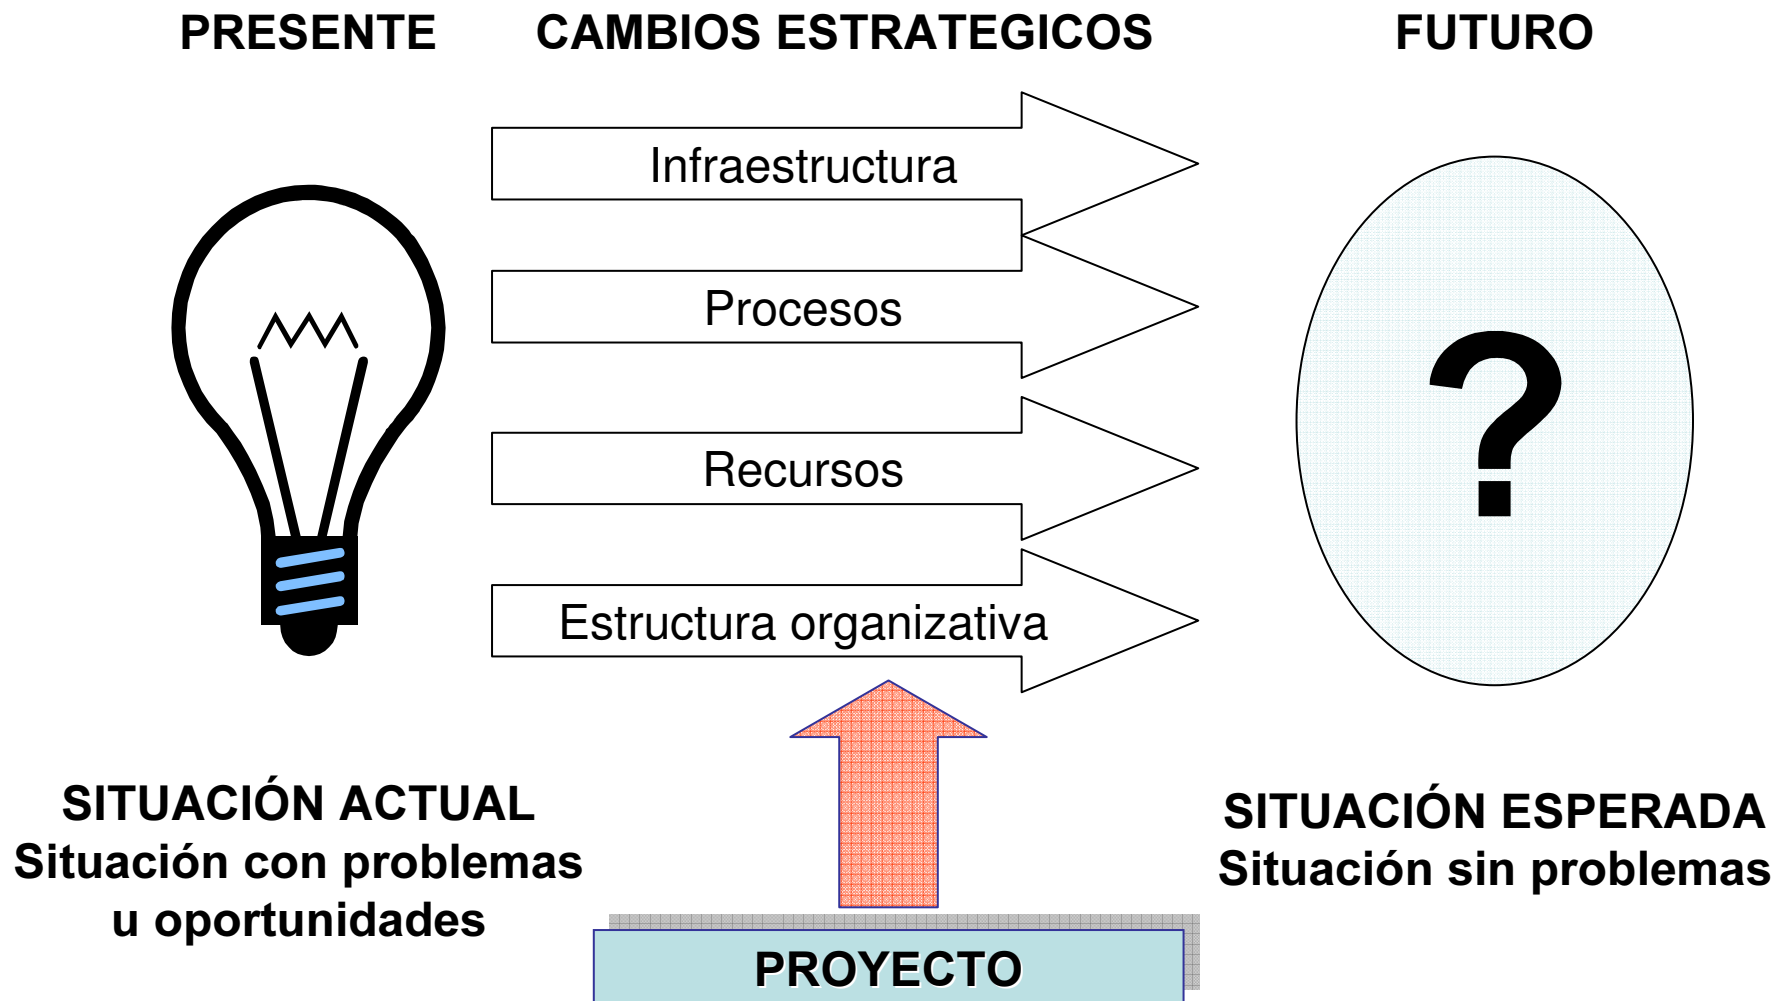 PRESENTE
CAMBIOS ESTRATEGICOS
FUTURO
Infraestructura
Procesos
Recursos
Estructura organizativa
?
SITUACIÓN ACTUAL
Situación con problemas
u oportunidades
SITUACIÓN ESPERADA
Situación sin problemas
PROYECTO